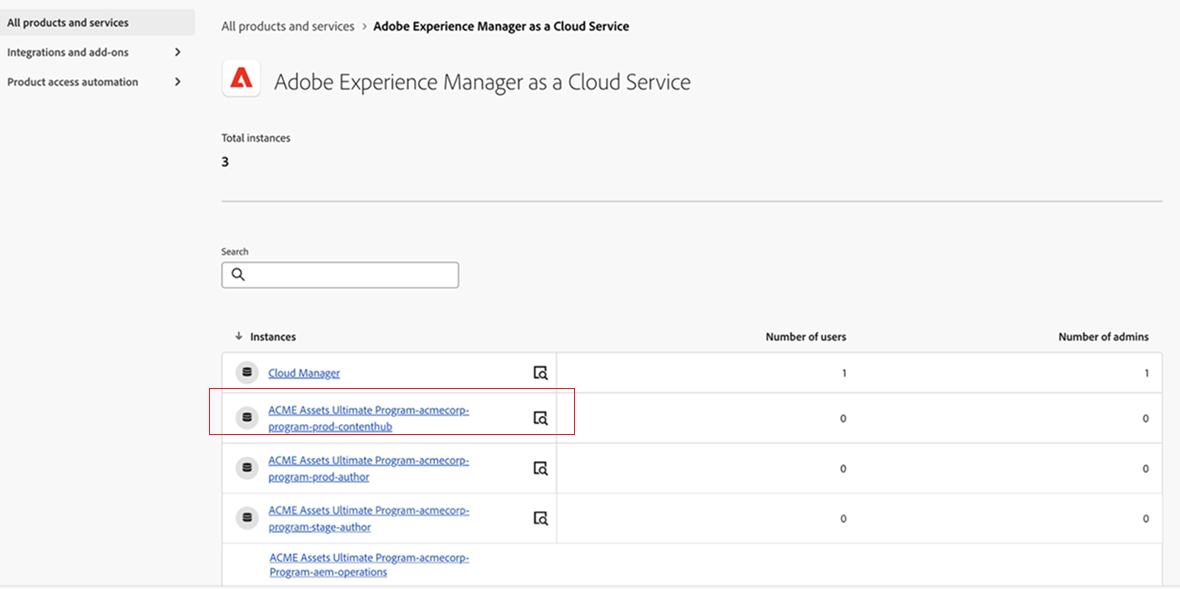 All products and services
Integrations and add-ons
Product access automation
All products and services > Adobe Experience Manager as a Cloud Service
Adobe Experience Manager as a Cloud Service
Total instances
3
Search
Instances Number of users Number of admins
Cloud Manager 1 1
ACME Assets Ultimate Program-acmecorp-
program-prod-contenthub 0 0
ACME Assets Ultimate Program-acmecorp-
program-prod-author 0 0
ACME Assets Ultimate Program-acmecorp-
program-stage-author 0 0
ACME Assets Ultimate Program-acmecorp-
Program-aem-operations